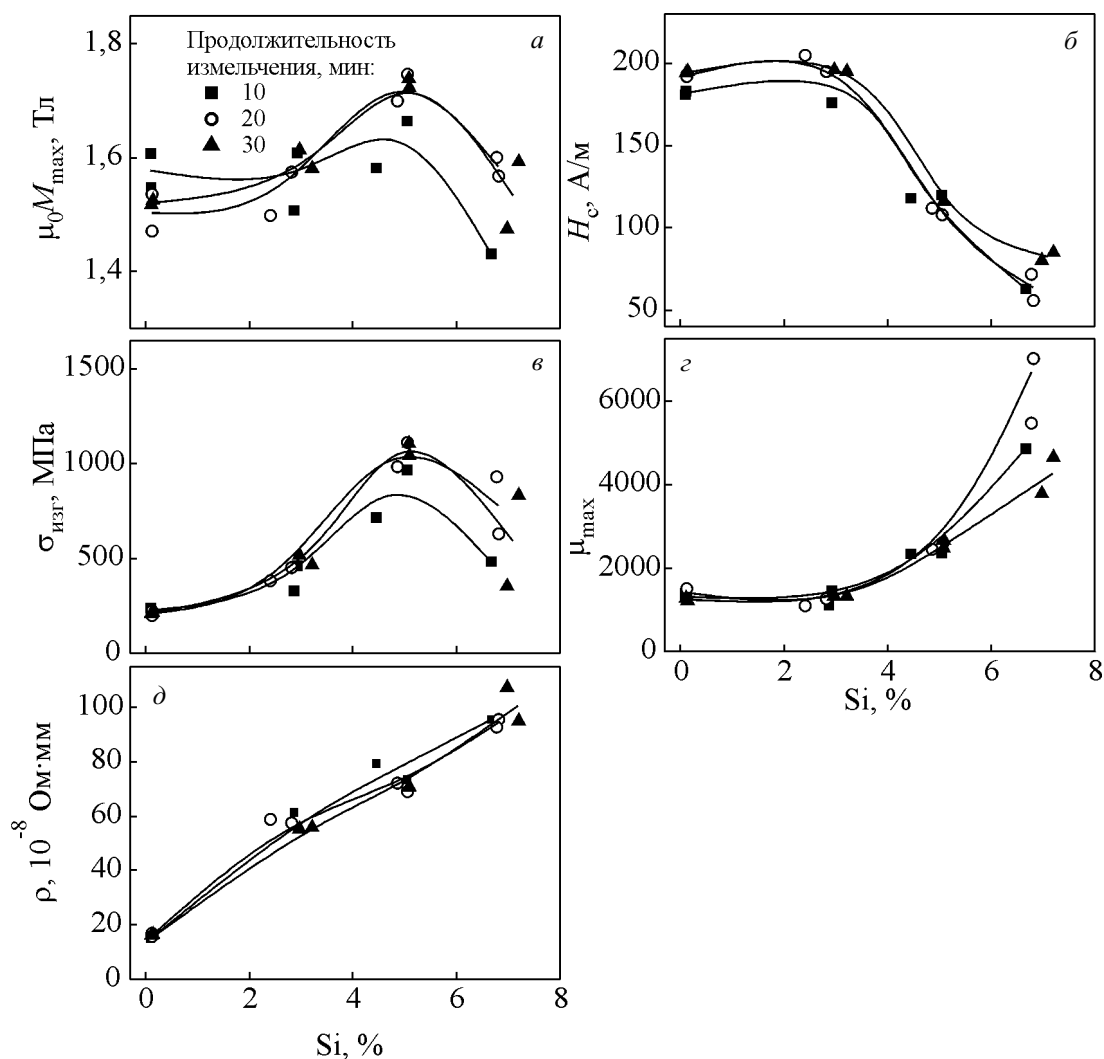 1,8
1,6
1,4
μ₀Mmax, Тл
Продолжительность
измельчения, мин:
10
20
30
а
200
150
100
50
Hс, А/м
б
1500
1000
500
0
σизг, МПа
в
6000
4000
2000
0
μmax
г
0 2 4 6 8
Si, %
100
80
60
40
20
0
ρ, 10⁻⁸ Ом·мм
д
0 2 4 6 8
Si, %